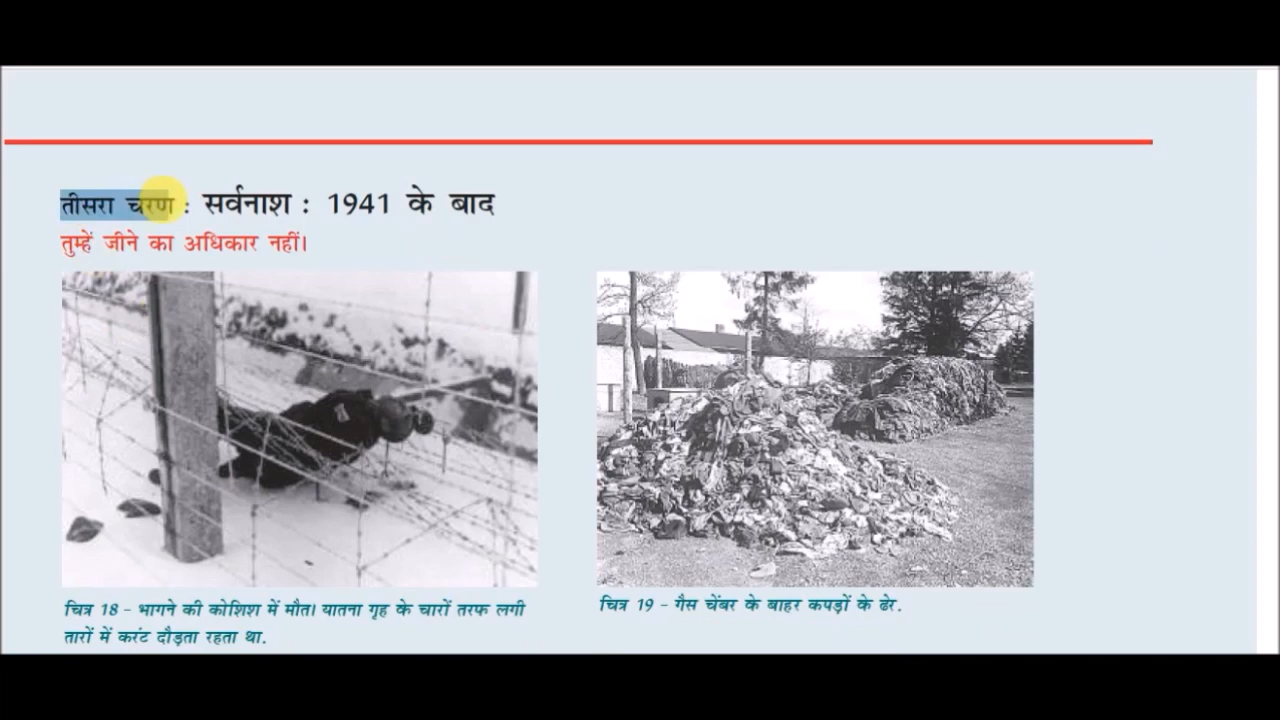 तीसरा चरण : सर्वनाश : 1941 के बाद
तुम्हें जीने का अधिकार नहीं।
चित्र 18 - भागने की कोशिश में मौत। यातना गृह के चारों तरफ लगी
तारों में करंट दौड़ता रहता था.
चित्र 19 - गैस चेंबर के बाहर कपड़ों के ढेर.